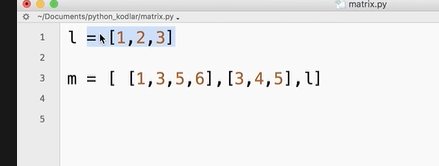 matrix.py
~/Documents/python_kodlar/matrix.py
1 l = [1,2,3]
2
3 m = [ [1,3,5,6],[3,4,5],l]
4
5